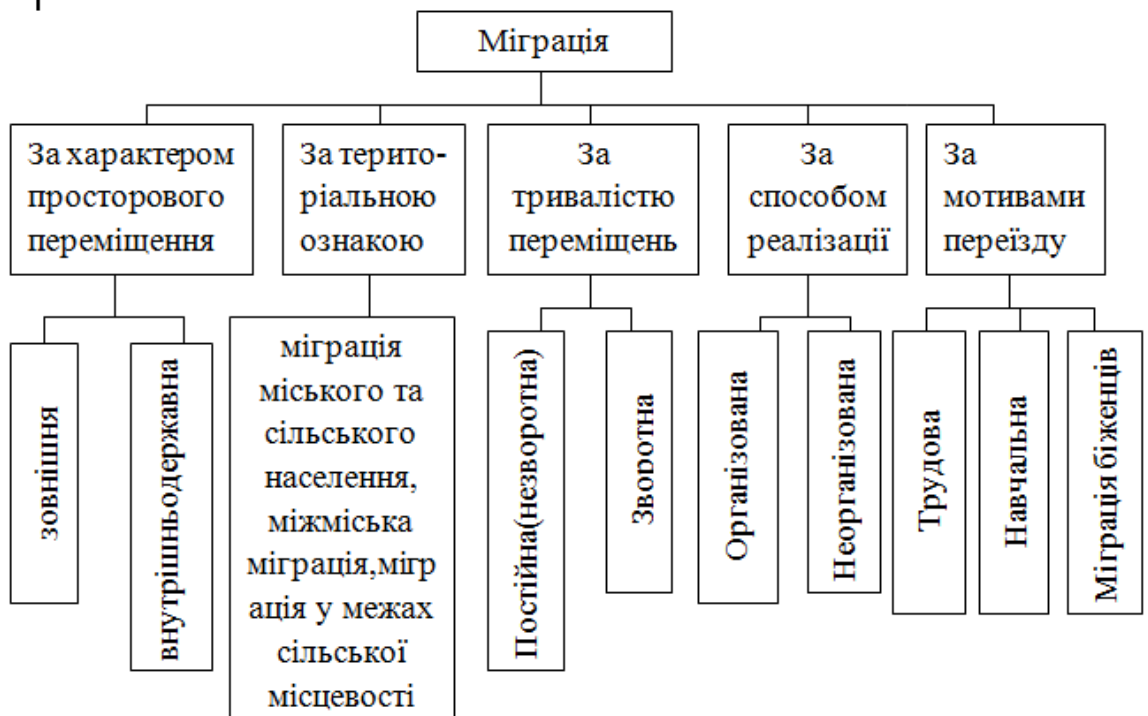 Міграція
За характером
просторового
переміщення
За терито-
ріальною
ознакою
За
тривалістю
переміщень
За
способом
реалізації
За
мотивами
переїзду
зовнішня
внутрішньодержавна
міграція
міського та
сільського
населення,
міжміська
міграція,мігр
ація у межах
сільської
місцевості
Постійна(незворотна)
Зворотна
Організована
Неорганізована
Трудова
Навчальна
Міграція біженців